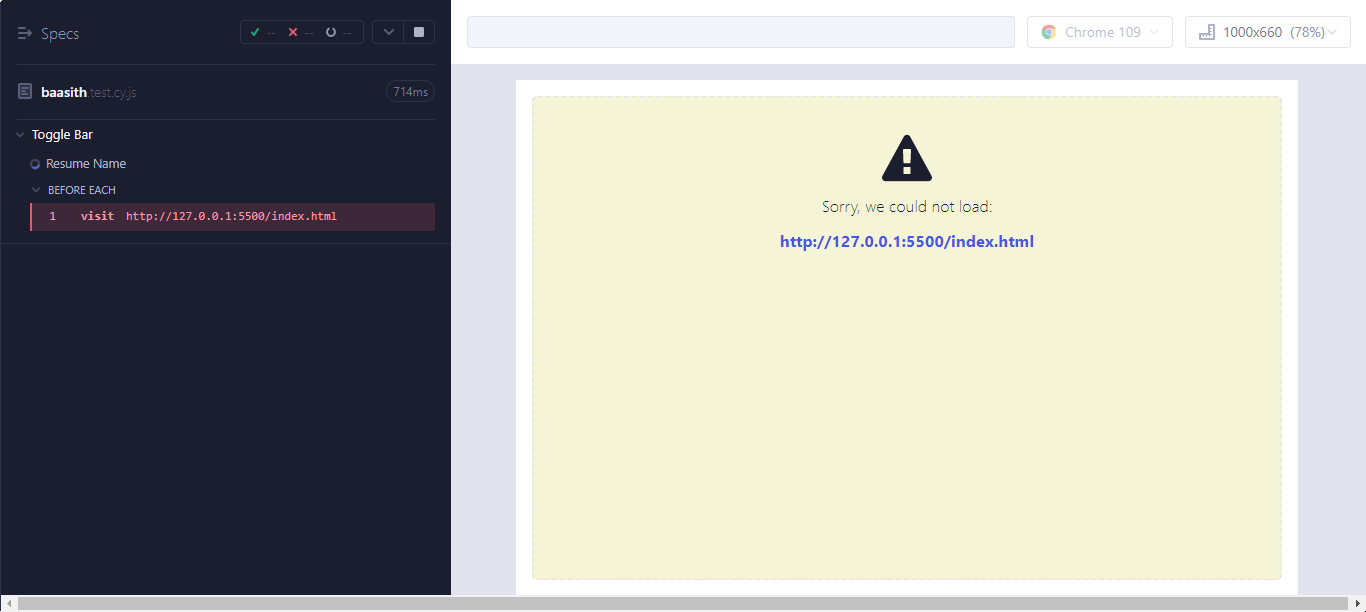 Specs
-- -- --
Chrome 109
1000x660 (78%)
baasith.test.cy.js
714ms
Toggle Bar
Resume Name
BEFORE EACH
1 visit http://127.0.0.1:5500/index.html
Sorry, we could not load:
http://127.0.0.1:5500/index.html